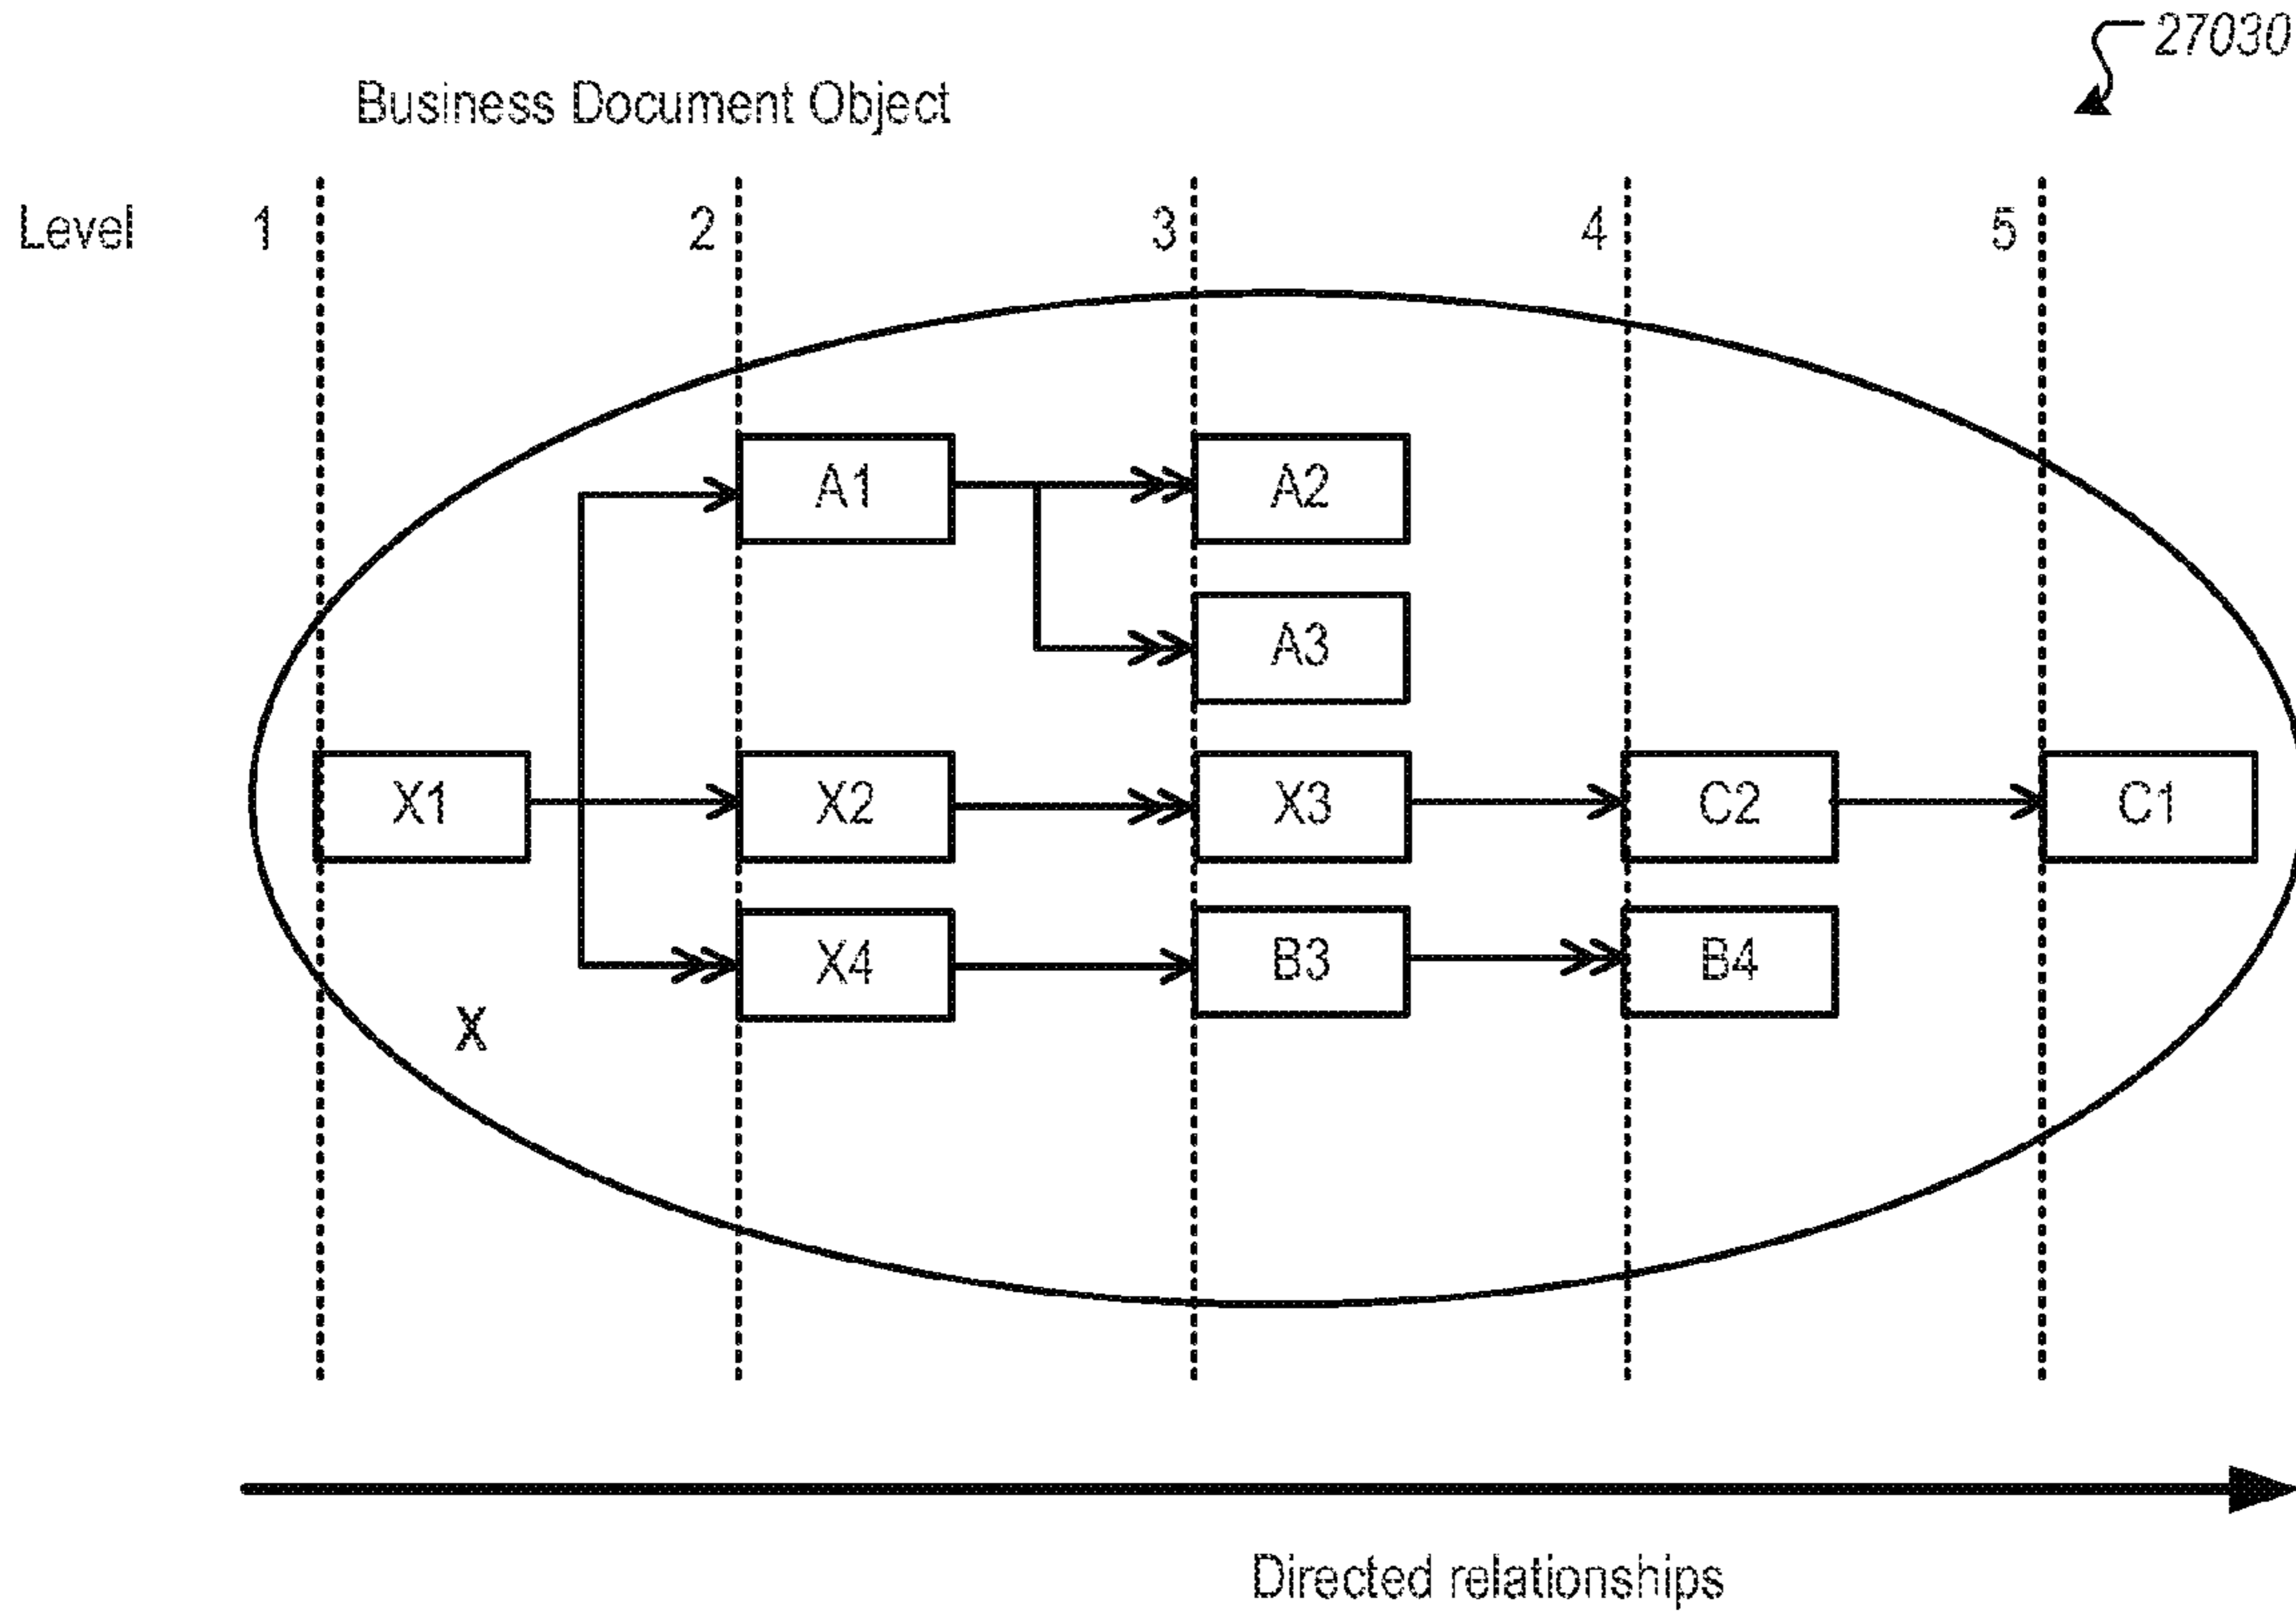 27030
Business Document Object
Level 1 2 3 4 5
A1 A2
A3
X1 X2 X3 C2 C1
X4 B3 B4
X
Directed relationships